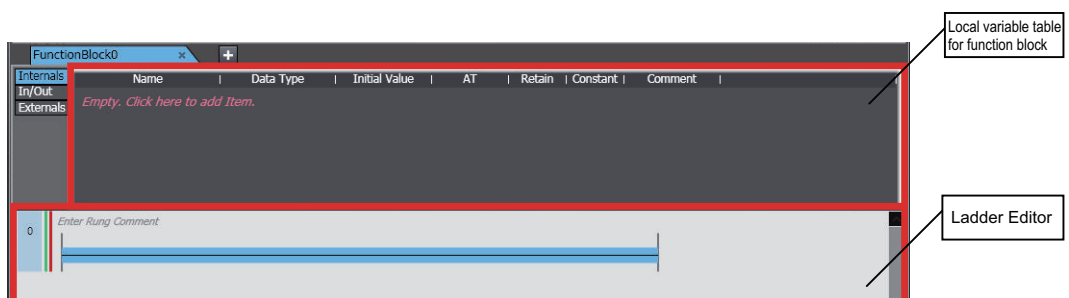 Local variable table
for function block
FunctionBlock0 × +
Internals
In/Out
Externals
Name | Data Type | Initial Value | AT | Retain | Constant | Comment |
Empty. Click here to add Item.
0
Enter Rung Comment
Ladder Editor